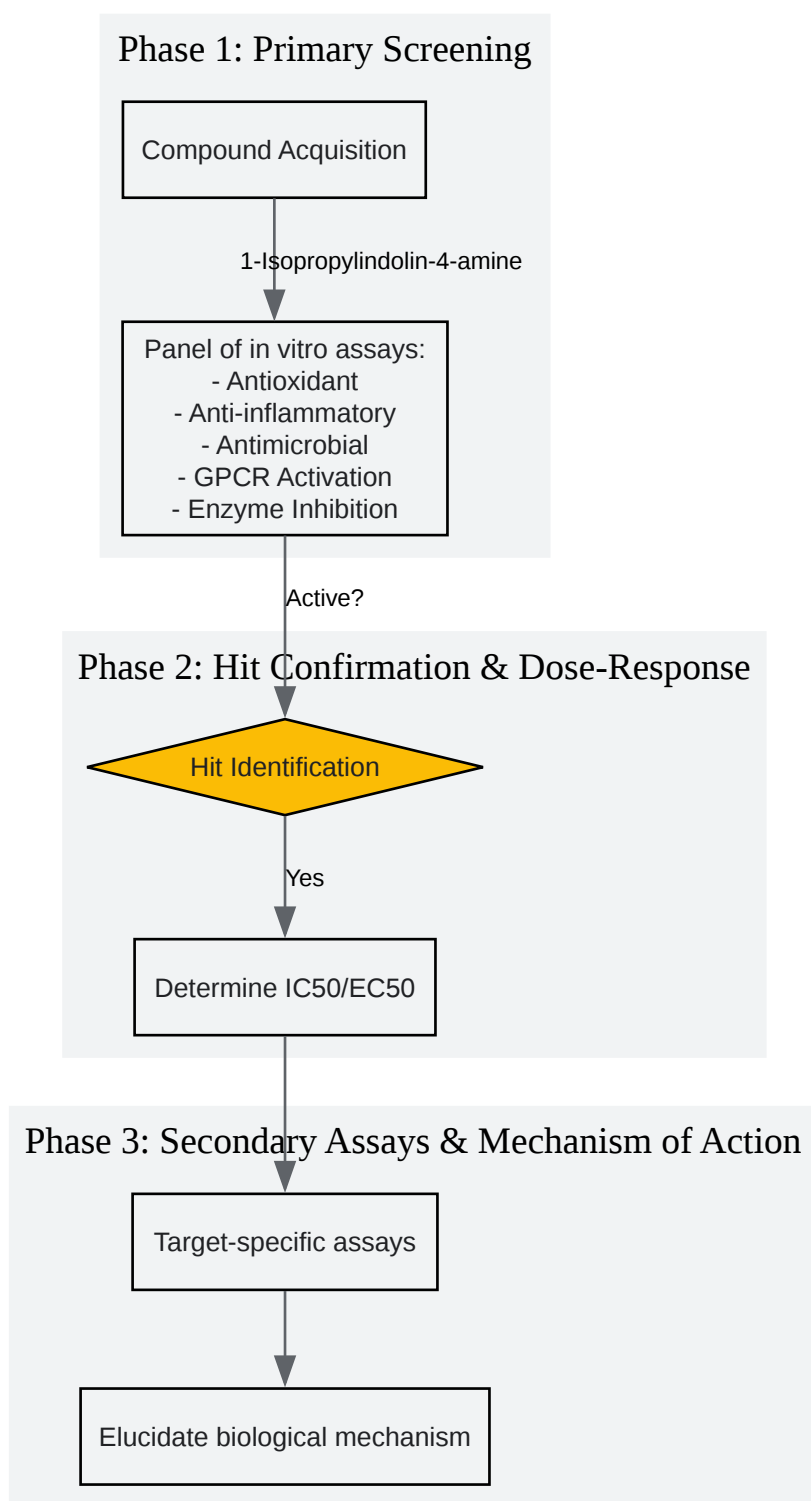 Phase 1: Primary Screening
Compound Acquisition
1-Isopropylindolin-4-amine
Panel of in vitro assays:
- Antioxidant
- Anti-inflammatory
- Antimicrobial
- GPCR Activation
- Enzyme Inhibition
Active?
Phase 2: Hit Confirmation & Dose-Response
Hit Identification
Yes
Determine IC50/EC50
Phase 3: Secondary Assays & Mechanism of Action
Target-specific assays
Elucidate biological mechanism